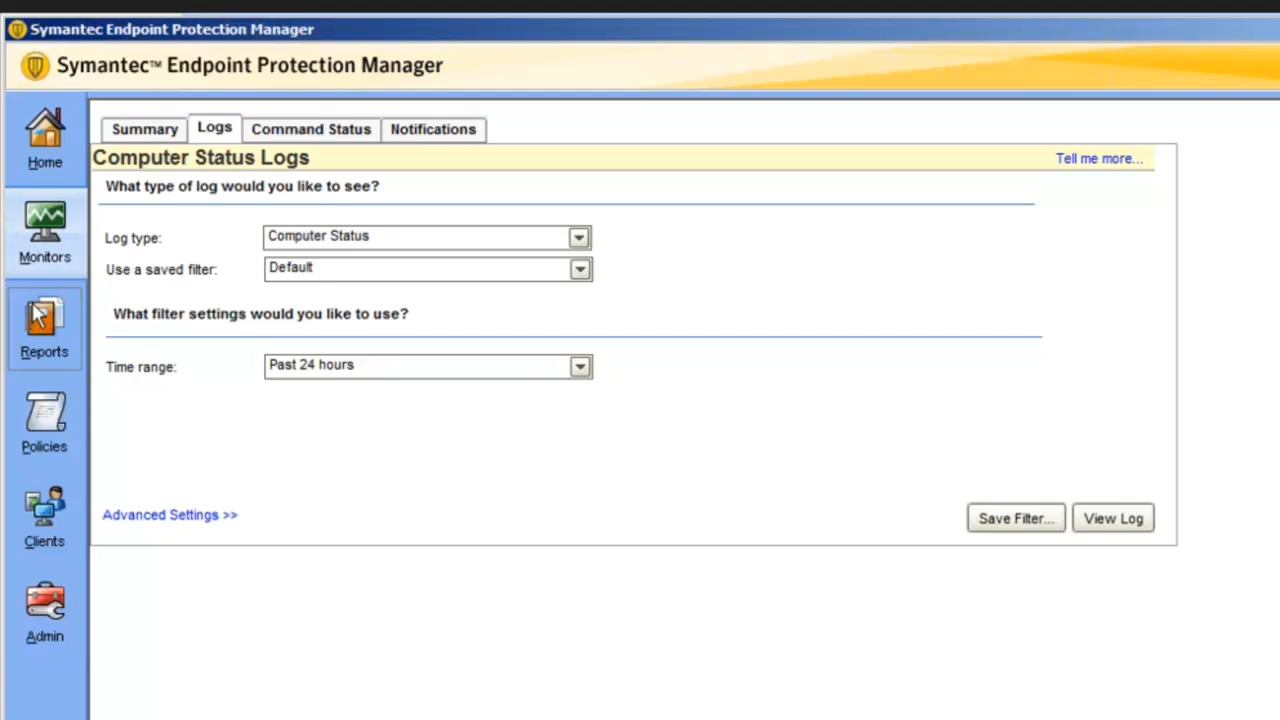 Symantec Endpoint Protection Manager
Symantec™ Endpoint Protection Manager
Home
Monitors
Reports
Policies
Clients
Admin
Summary Logs Command Status Notifications
Computer Status Logs Tell me more...
What type of log would you like to see?
Log type: Computer Status
Use a saved filter: Default
What filter settings would you like to use?
Time range: Past 24 hours
Advanced Settings >> Save Filter... View Log